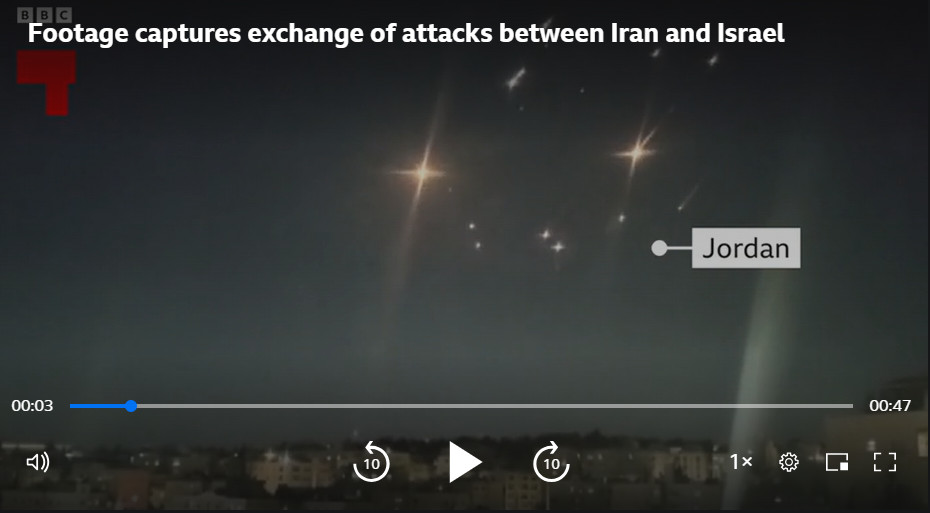 BBC
Footage captures exchange of attacks between Iran and Israel
Jordan
00:03
00:47
10
10
1×